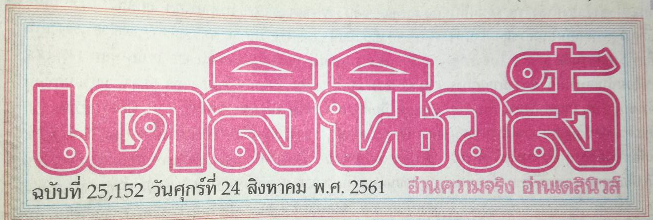 เดลินิวส์
ฉบับที่ 25,152 วันศุกร์ที่ 24 สิงหาคม พ.ศ. 2561 อ่านความจริง อ่านเดลินิวส์